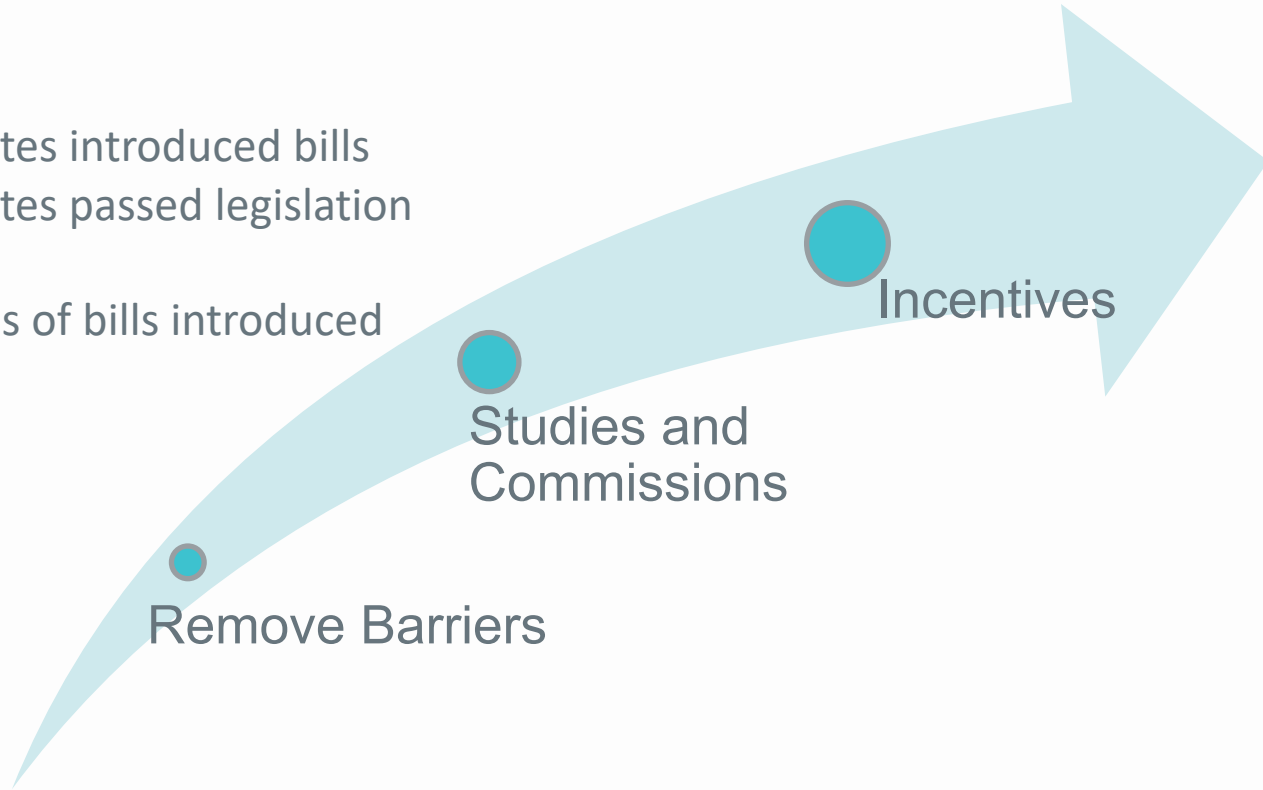 tes introduced bills
tes passed legislation
s of bills introduced
Incentives
Studies and
Commissions
Remove Barriers